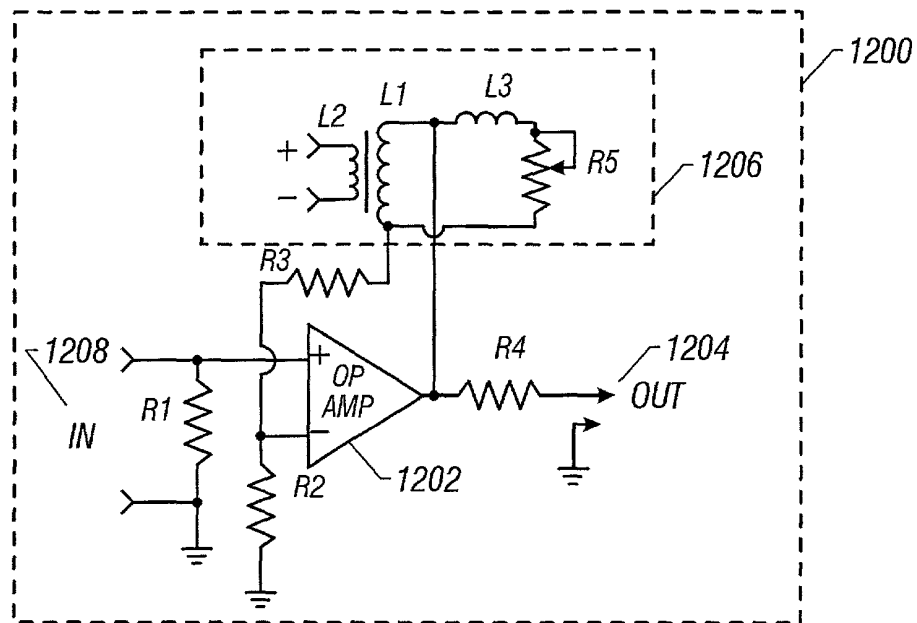 1200
L2
L1
L3
+
-
R5
1206
R3
1208
IN
R1
+
OP
AMP
-
1202
R2
R4
1204
OUT